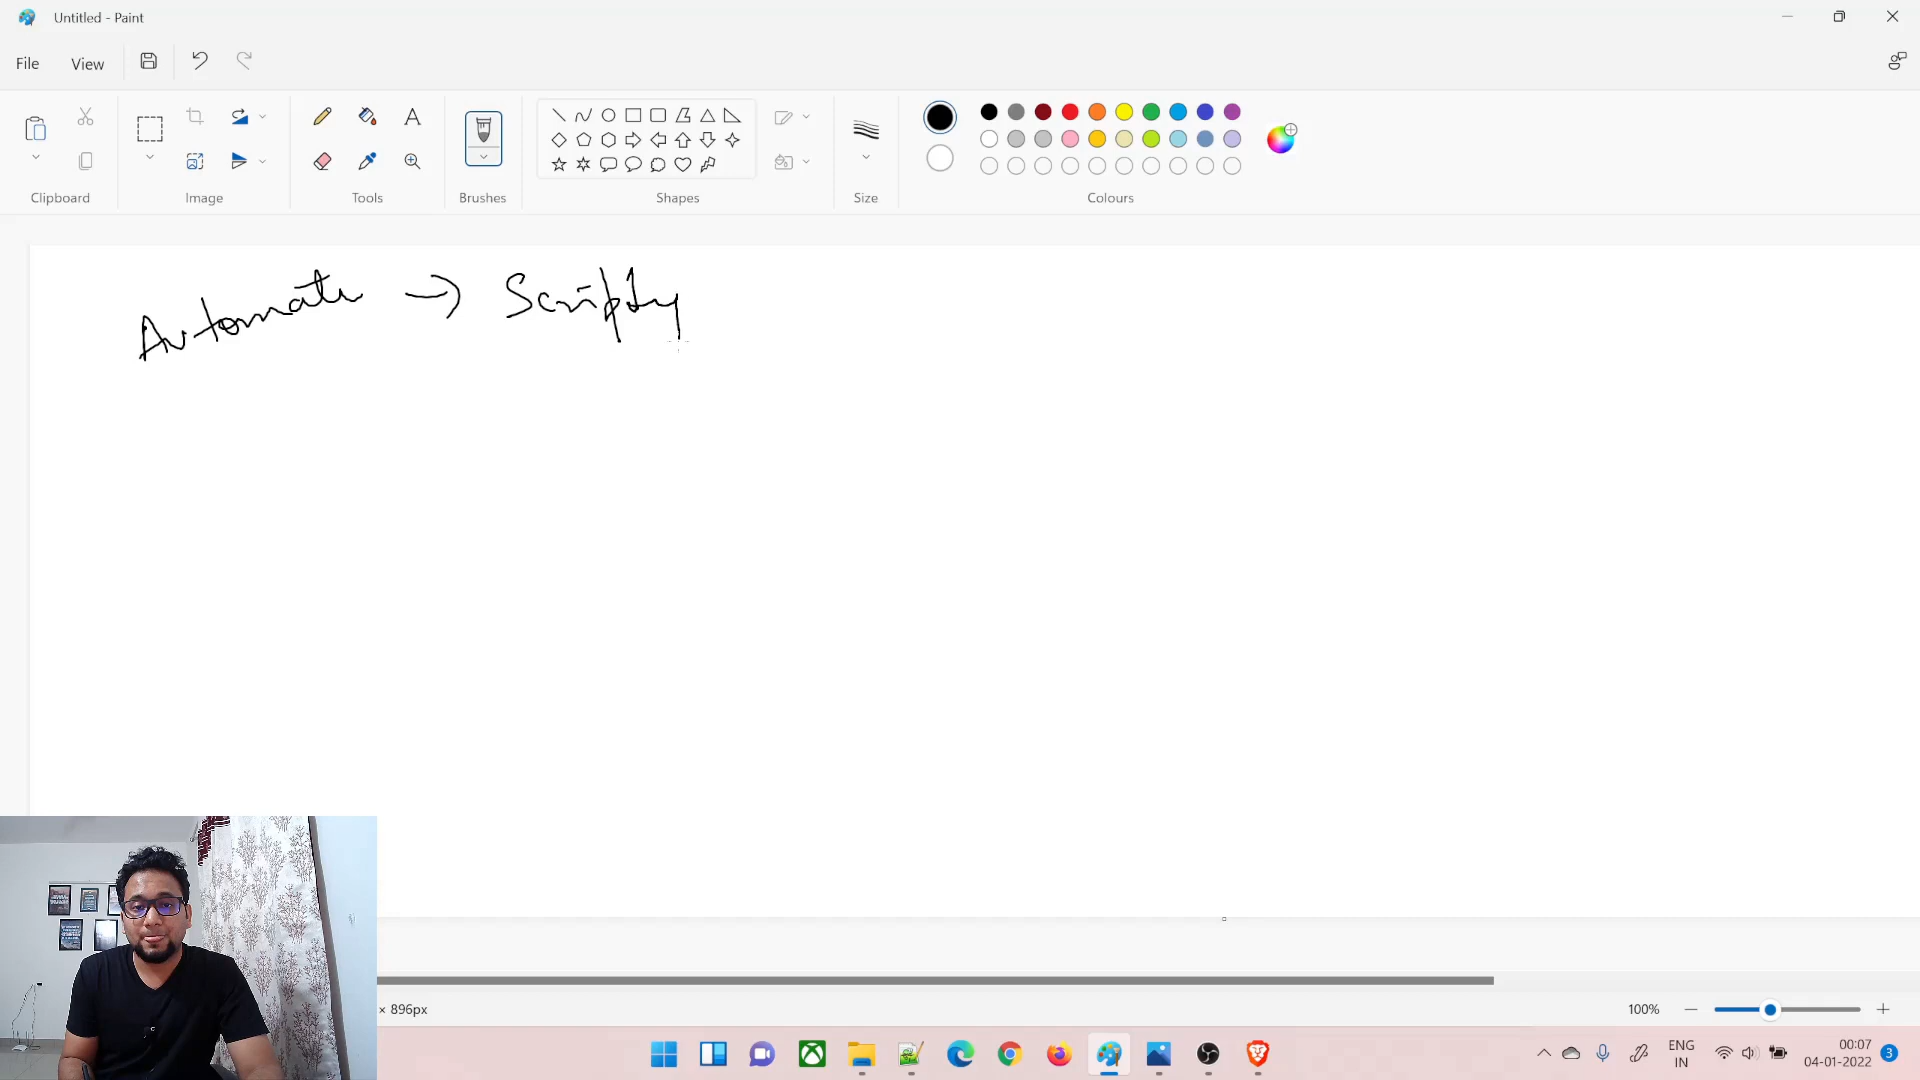 Untitled - Paint
File View
Clipboard Image Tools Brushes Shapes Size Colours
Automate → Scripting
× 896px
100%
ENG
IN
00:07
04-01-2022
3